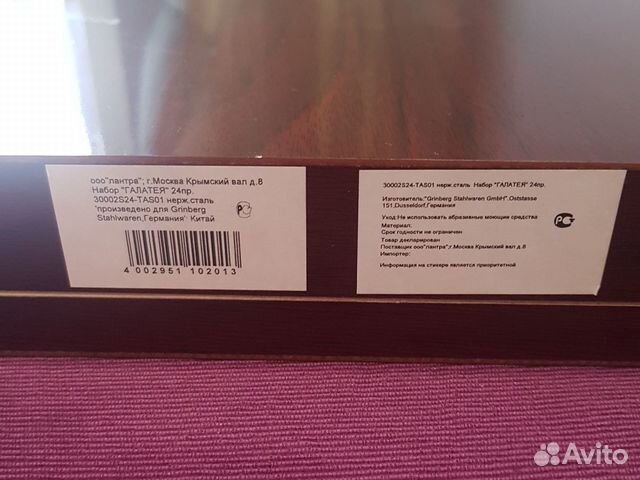 ооо"пантра"; г.Москва Крымский вал д.8
Набор "ГАЛАТЕЯ" 24пр.
30002S24-TAS01 нерж.сталь
"произведено для Grinberg
Stahlwaren,Германия" Китай
4 002951 102013
30002S24-TAS01 нерж.сталь Набор "ГАЛАТЕЯ" 24пр.
Изготовитель:"Grinberg Stahlwaren GmbH".Oststasse
151,Dusseldorf,Германия
Уход:Не использовать абразивные моющие средства
Материал:
Срок годности не ограничен
Товар декларирован
Поставщик ооо"пантра";г.Москва Крымский вал д.8
Импортер:
Информация на стикере является приоритетной
Avito